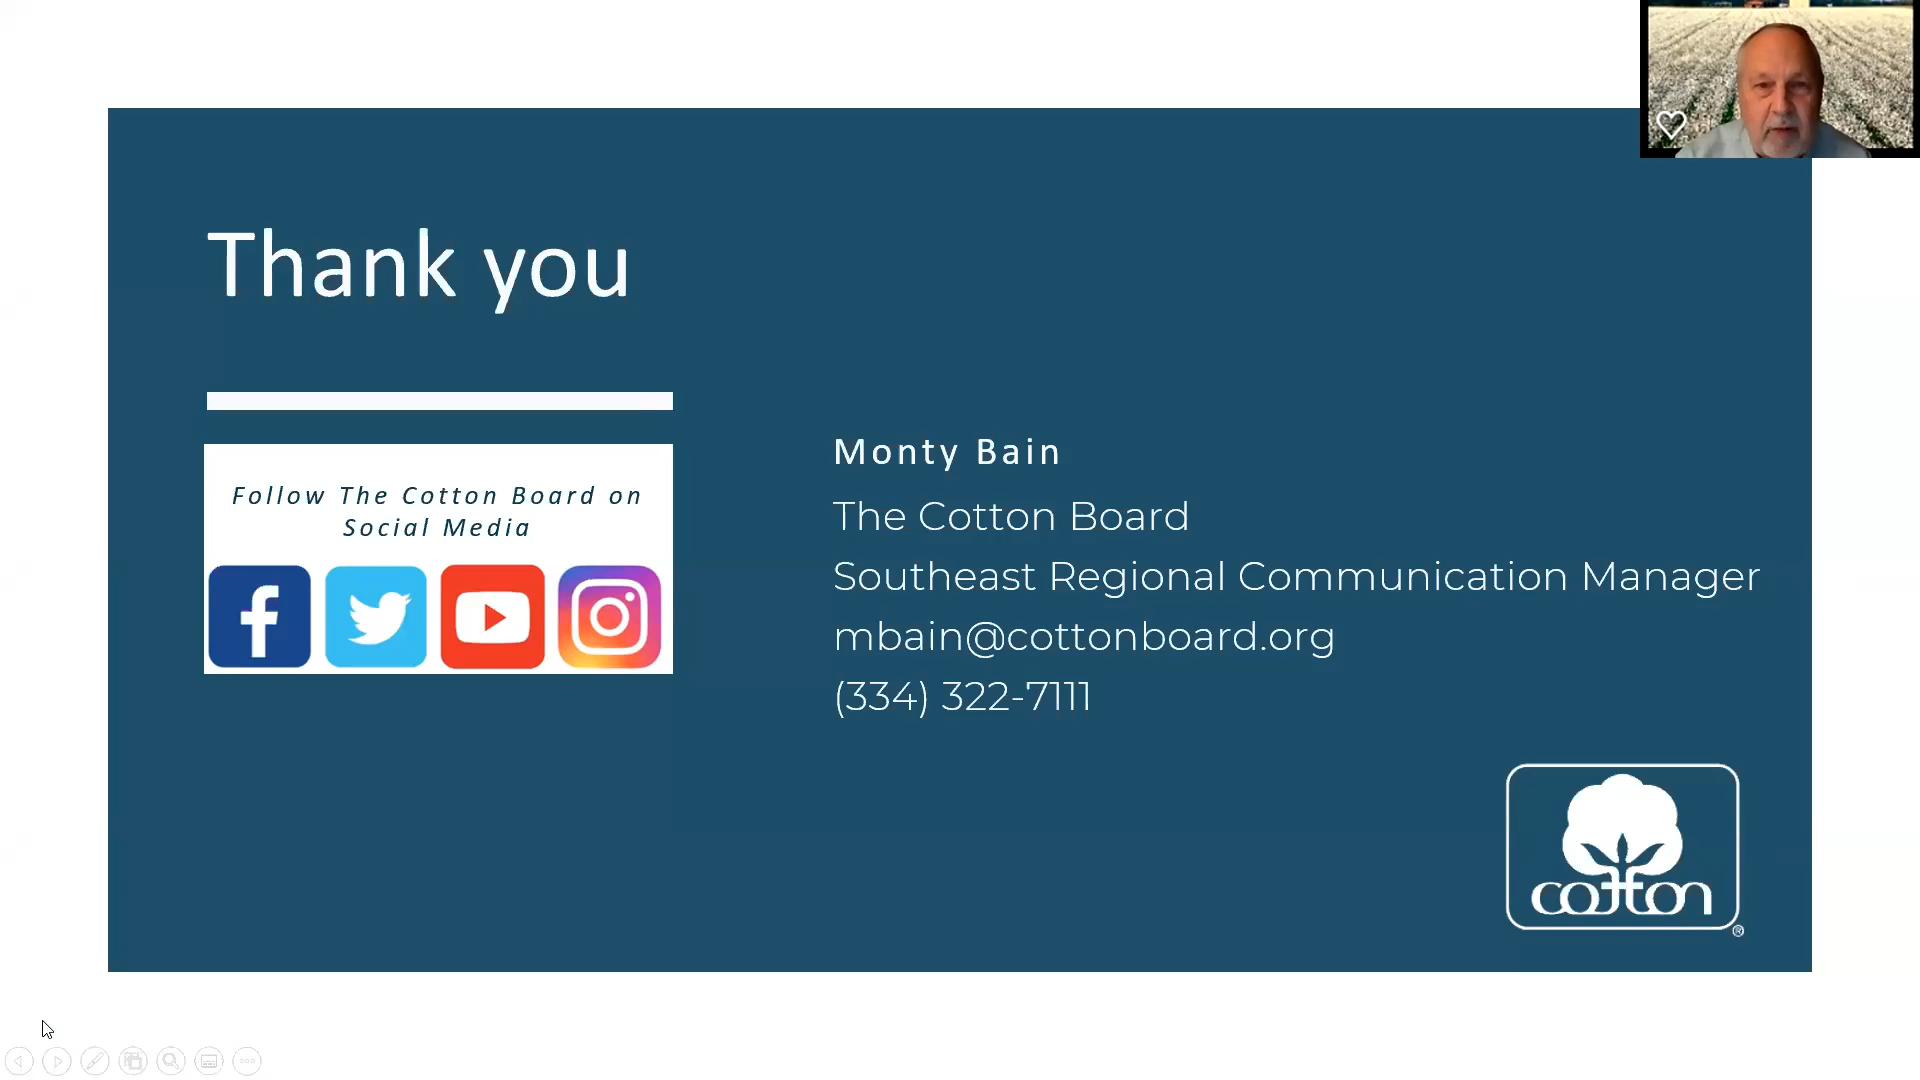 Thank you
Follow The Cotton Board on
Social Media
Monty Bain
The Cotton Board
Southeast Regional Communication Manager
mbain@cottonboard.org
(334) 322-7111
cotton
®